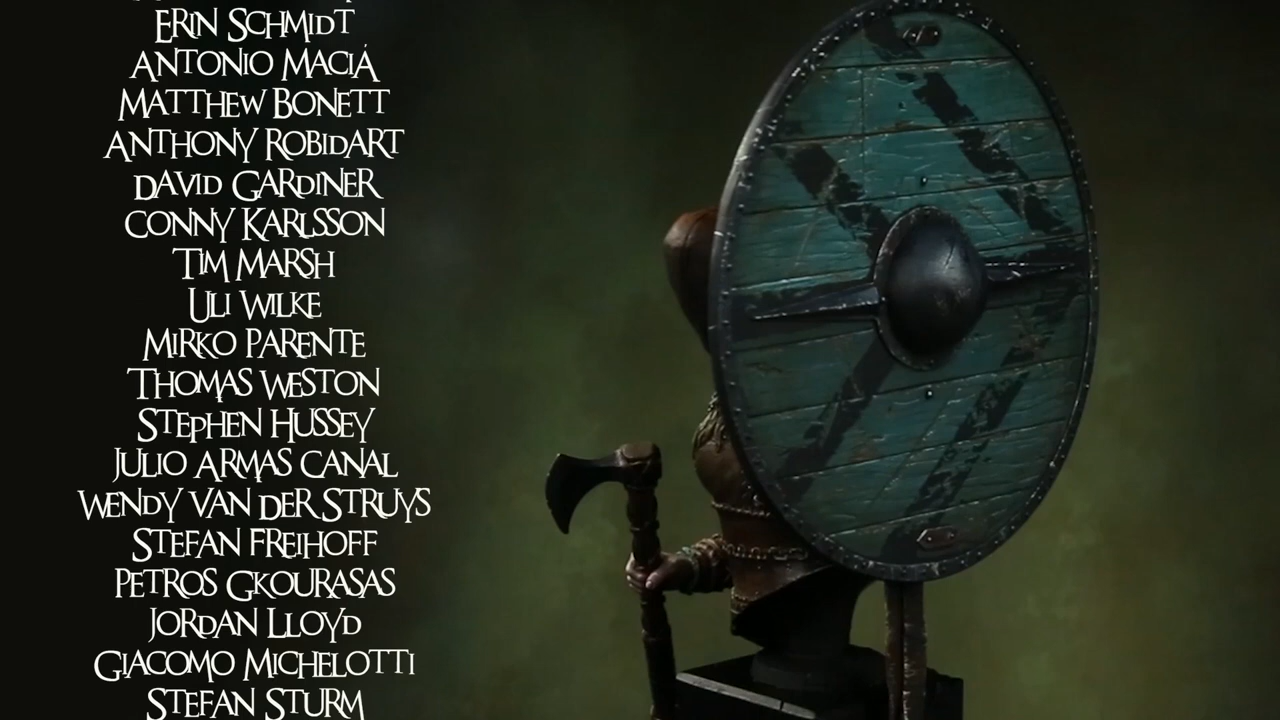 ERIN SCHMIDT
ANTONIO MACIÁ
MATTHEW BONETT
ANTHONY ROBIDART
DAVID GARDINER
CONNY KARLSSON
TIM MARSH
ULI WILKE
MIRKO PARENTE
THOMAS WESTON
STEPHEN HUSSEY
JULIO ARMAS CANAL
WENDY VAN DER STRUYS
STEFAN FREIHOFF
PETROS GKOURASAS
JORDAN LLOYD
GIACOMO MICHELOTTI
STEFAN STURM